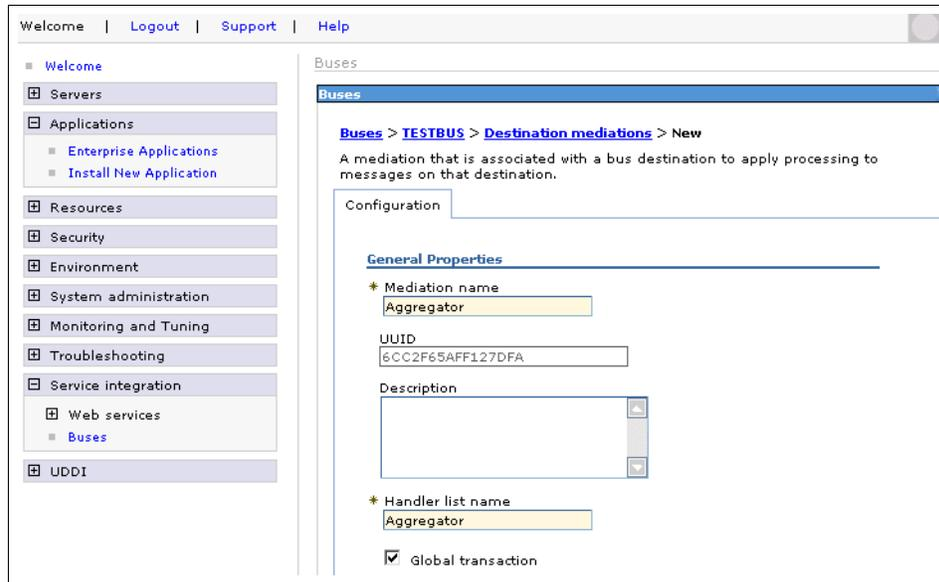 Welcome | Logout | Support | Help
Welcome
Servers
Applications
Enterprise Applications
Install New Application
Resources
Security
Environment
System administration
Monitoring and Tuning
Troubleshooting
Service integration
Web services
Buses
UDDI
Buses
Buses
Buses > TESTBUS > Destination mediations > New
A mediation that is associated with a bus destination to apply processing to
messages on that destination.
Configuration
General Properties
* Mediation name
Aggregator
UUID
6CC2F65AFF127DFA
Description
* Handler list name
Aggregator
Global transaction